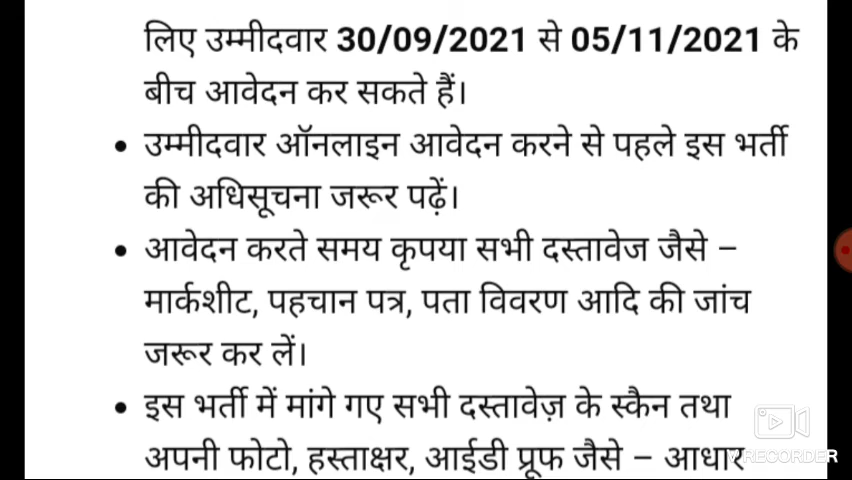 लिए उम्मीदवार 30/09/2021 से 05/11/2021 के
बीच आवेदन कर सकते हैं।
• उम्मीदवार ऑनलाइन आवेदन करने से पहले इस भर्ती
की अधिसूचना जरूर पढ़ें।
• आवेदन करते समय कृपया सभी दस्तावेज जैसे –
मार्कशीट, पहचान पत्र, पता विवरण आदि की जांच
जरूर कर लें।
• इस भर्ती में मांगे गए सभी दस्तावेज़ के स्कैन तथा
अपनी फोटो, हस्ताक्षर, आईडी प्रूफ जैसे – आधार
V RECORDER